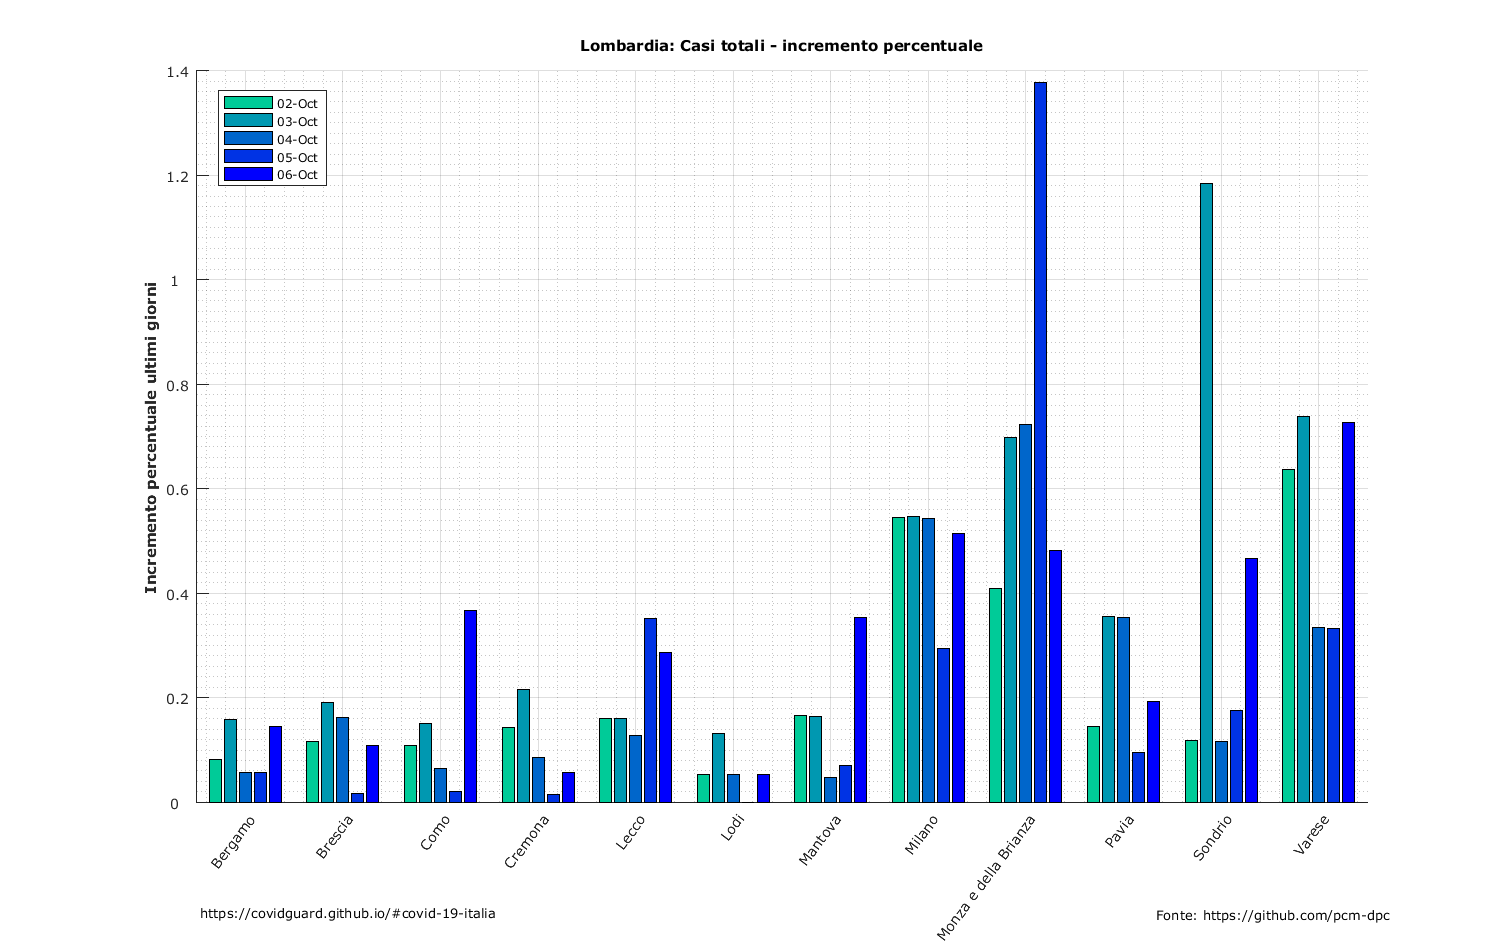 Lombardia: Casi totali - incremento percentuale
1.4
1.2
1
0.8
0.6
0.4
0.2
0
Incremento percentuale ultimi giorni
02-Oct
03-Oct
04-Oct
05-Oct
06-Oct
Bergamo
Brescia
Como
Cremona
Lecco
Lodi
Mantova
Milano
Monza e della Brianza
Pavia
Sondrio
Varese
https://covidguard.github.io/#covid-19-italia
Fonte: https://github.com/pcm-dpc